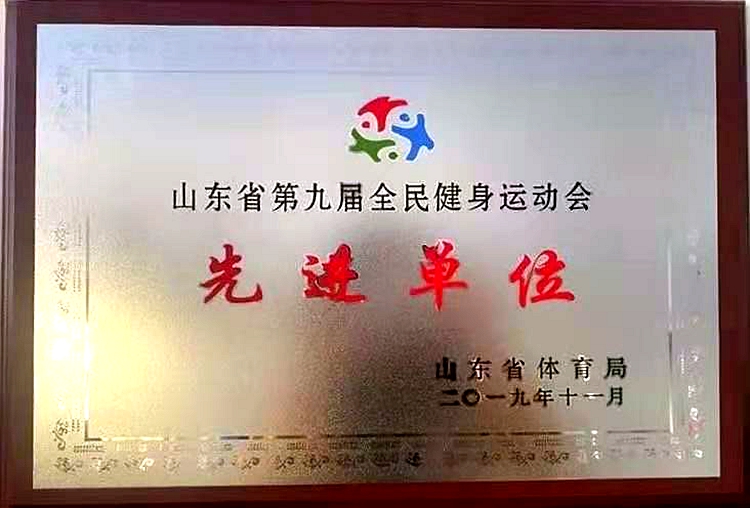 山东省第九届全民健身运动会
先进单位
山东省体育局
二〇一九年十一月